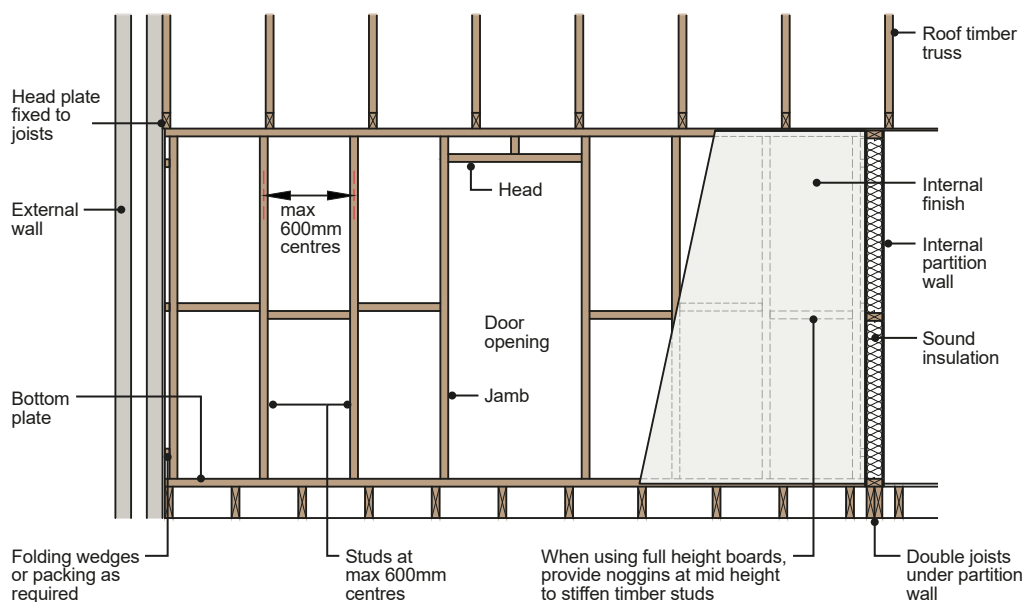 Roof timber
truss
Head plate
fixed to
joists
Head
Internal
finish
External
wall
max
600mm
centres
Internal
partition
wall
Door
opening
Sound
insulation
Bottom
plate
Jamb
Folding wedges
or packing as
required
Studs at
max 600mm
centres
When using full height boards,
provide noggins at mid height
to stiffen timber studs
Double joists
under partition
wall